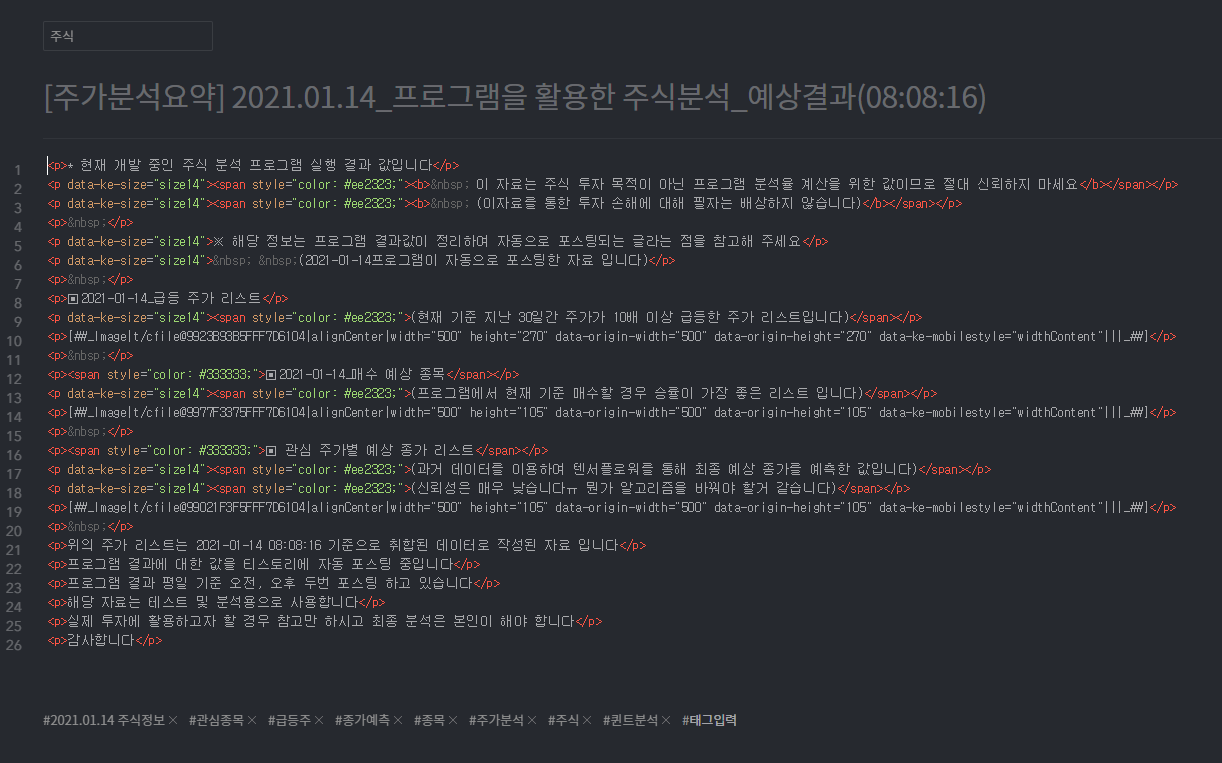 주식
[주가분석요약] 2021.01.14_프로그램을 활용한 주식분석_예상결과(08:08:16)
1 <p>* 현재 개발 중인 주식 분석 프로그램 실행 결과 값입니다</p>
2 <p data-ke-size="size14"><span style="color: #ee2323;"><b>&nbsp; 이 자료는 주식 투자 목적이 아닌 프로그램 분석율 계산을 위한 값이므로 절대 신뢰하지 마세요</b></span></p>
3 <p data-ke-size="size14"><span style="color: #ee2323;"><b>&nbsp; (이자료를 통한 투자 손해에 대해 필자는 배상하지 않습니다)</b></span></p>
4 <p>&nbsp;</p>
5 <p data-ke-size="size14">※ 해당 정보는 프로그램 결과값이 정리하여 자동으로 포스팅되는 글라는 점을 참고해 주세요</p>
6 <p data-ke-size="size14">&nbsp; &nbsp;(2021-01-14프로그램이 자동으로 포스팅한 자료 입니다)</p>
7 <p>&nbsp;</p>
8 <p>▣2021-01-14_급등 주가 리스트</p>
9 <p data-ke-size="size14"><span style="color: #ee2323;">(현재 기준 지난 30일간 주가가 10배 이상 급등한 주가 리스트입니다)</span></p>
10 <p>[##_Image|t/cfile@9923B93B5FFF7D6104|alignCenter|width="500" height="270" data-origin-width="500" data-origin-height="270" data-ke-mobilestyle="widthContent"|||_##]</p>
11 <p>&nbsp;</p>
12 <p><span style="color: #333333;">▣2021-01-14_매수 예상 종목</span></p>
13 <p data-ke-size="size14"><span style="color: #ee2323;">(프로그램에서 현재 기준 매수할 경우 승률이 가장 좋은 리스트 입니다)</span></p>
14 <p>[##_Image|t/cfile@99977F3375FFF7D6104|alignCenter|width="500" height="105" data-origin-width="500" data-origin-height="105" data-ke-mobilestyle="widthContent"|||_##]</p>
15 <p>&nbsp;</p>
16 <p><span style="color: #333333;">▣ 관심 주가별 예상 종가 리스트</span></p>
17 <p data-ke-size="size14"><span style="color: #ee2323;">(과거 데이터를 이용하며 텐서플로워를 통해 최종 예상 종가를 예측한 값입니다)</span></p>
18 <p data-ke-size="size14"><span style="color: #ee2323;">(신뢰성은 매우 낮습니다ㅠ 뭔가 알고리즘을 바꿔야 할거 같습니다)</span></p>
19 <p>[##_Image|t/cfile@99021F3F5FFF7D6104|alignCenter|width="500" height="105" data-origin-width="500" data-origin-height="105" data-ke-mobilestyle="widthContent"|||_##]</p>
20 <p>&nbsp;</p>
21 <p>위의 주가 리스트는 2021-01-14 08:08:16 기준으로 취합된 데이터로 작성된 자료 입니다</p>
22 <p>프로그램 결과에 대한 값을 티스토리에 자동 포스팅 중입니다</p>
23 <p>프로그램 결과 평일 기준 오전, 오후 두번 포스팅 하고 있습니다</p>
24 <p>해당 자료는 테스트 및 분석용으로 사용합니다</p>
25 <p>실제 투자에 활용하고자 할 경우 참고만 하시고 최종 분석은 본인이 해야 합니다</p>
26 <p>감사합니다</p>
#2021.01.14 주식정보× #관심종목× #급등주× #종가예측× #종목× #주가분석× #주식× #퀀트분석× #태그입력